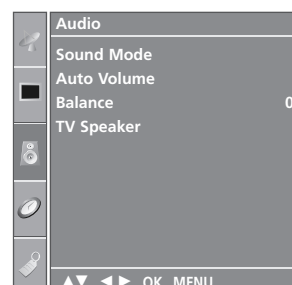 Audio
Sound Mode
Auto Volume
Balance 0
TV Speaker
▲▼ ◄► OK MENU